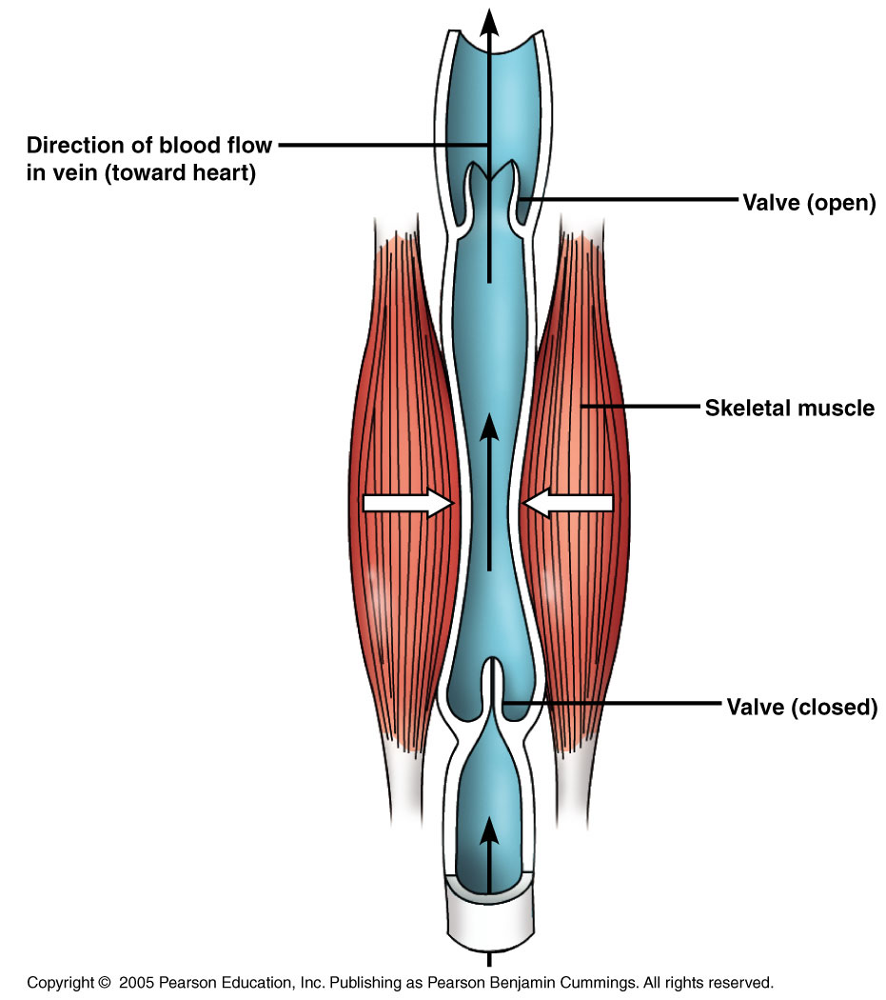 Direction of blood flow
in vein (toward heart)
Valve (open)
Skeletal muscle
Valve (closed)
Copyright © 2005 Pearson Education, Inc. Publishing as Pearson Benjamin Cummings. All rights reserved.